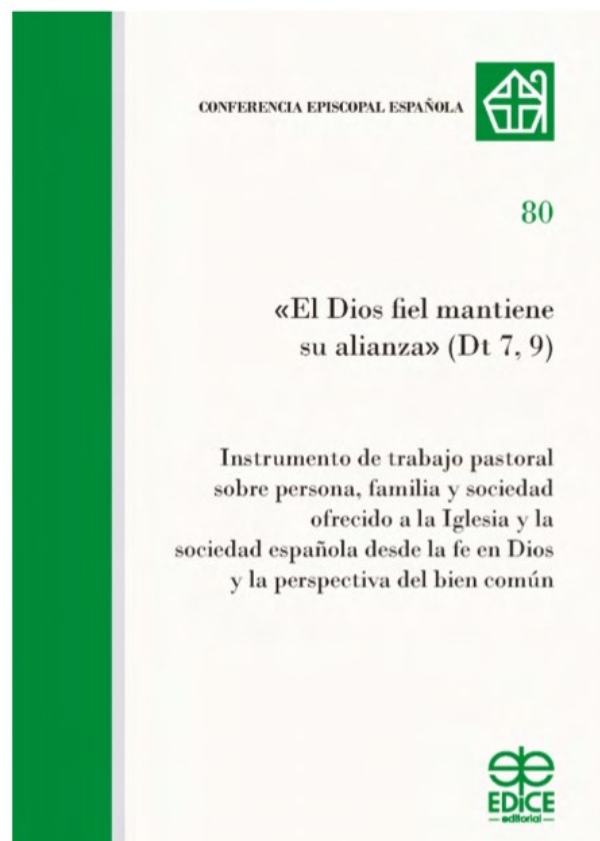 CONFERENCIA EPISCOPAL ESPAÑOLA
80
«El Dios fiel mantiene
su alianza» (Dt 7, 9)
Instrumento de trabajo pastoral
sobre persona, familia y sociedad
ofrecido a la Iglesia y la
sociedad española desde la fe en Dios
y la perspectiva del bien común
EDICE
editorial